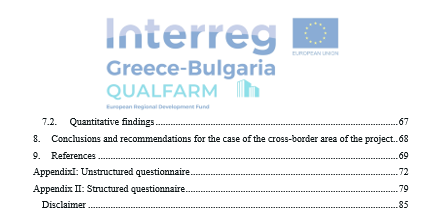 Interreg
EUROPEAN UNION
Greece-Bulgaria
QUALFARM
European Regional Development Fund
7.2. Quantitative findings 67
8. Conclusions and recommendations for the case of the cross-border area of the project..68
9. References 69
AppendixI: Unstructured questionnaire 72
Appendix II: Structured questionnaire 79
Disclaimer 85